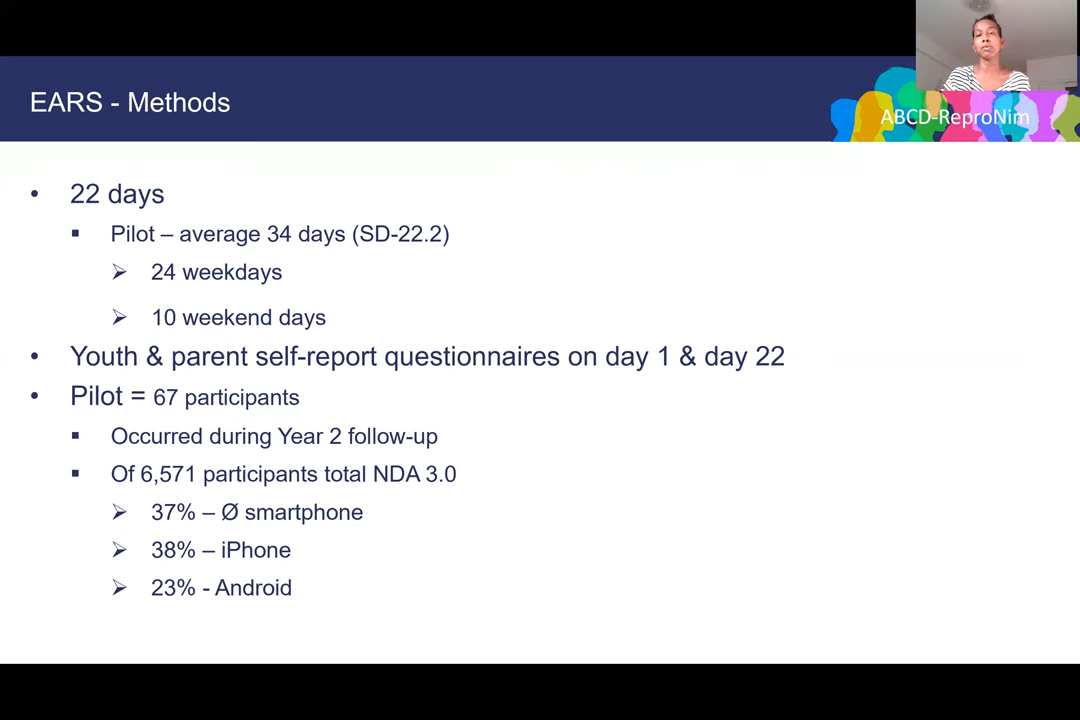 EARS - Methods
ABCD-ReproNim
• 22 days
▪ Pilot – average 34 days (SD-22.2)
➢ 24 weekdays
➢ 10 weekend days
• Youth & parent self-report questionnaires on day 1 & day 22
• Pilot = 67 participants
▪ Occurred during Year 2 follow-up
▪ Of 6,571 participants total NDA 3.0
➢ 37% – Ø smartphone
➢ 38% – iPhone
➢ 23% - Android